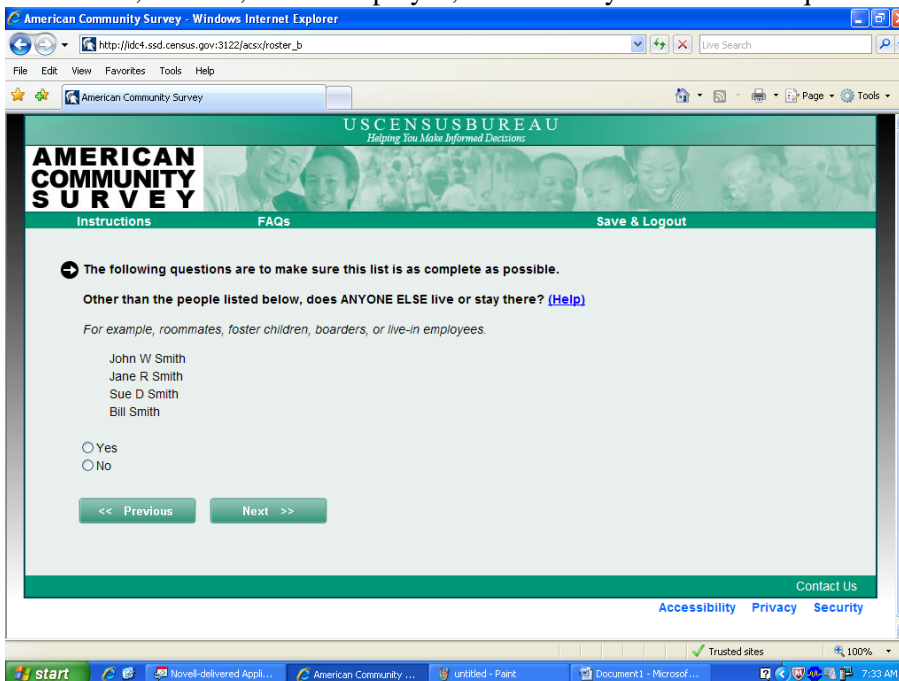 American Community Survey - Windows Internet Explorer
http://idc4.ssd.census.gov:3122/acsx/roster_b
Live Search
File Edit View Favorites Tools Help
American Community Survey
Page Tools
U S C E N S U S B U R E A U
Helping You Make Informed Decisions
AMERICAN
COMMUNITY
SURVEY
Instructions FAQs Save & Logout
The following questions are to make sure this list is as complete as possible.
Other than the people listed below, does ANYONE ELSE live or stay there? (Help)
For example, roommates, foster children, boarders, or live-in employees.
John W Smith
Jane R Smith
Sue D Smith
Bill Smith
Yes
No
<< Previous Next >>
Contact Us
Accessibility Privacy Security
Trusted sites 100%
start Novell-delivered Appli... American Community ... untitled - Paint Document1 - Microsof... 7:33 AM